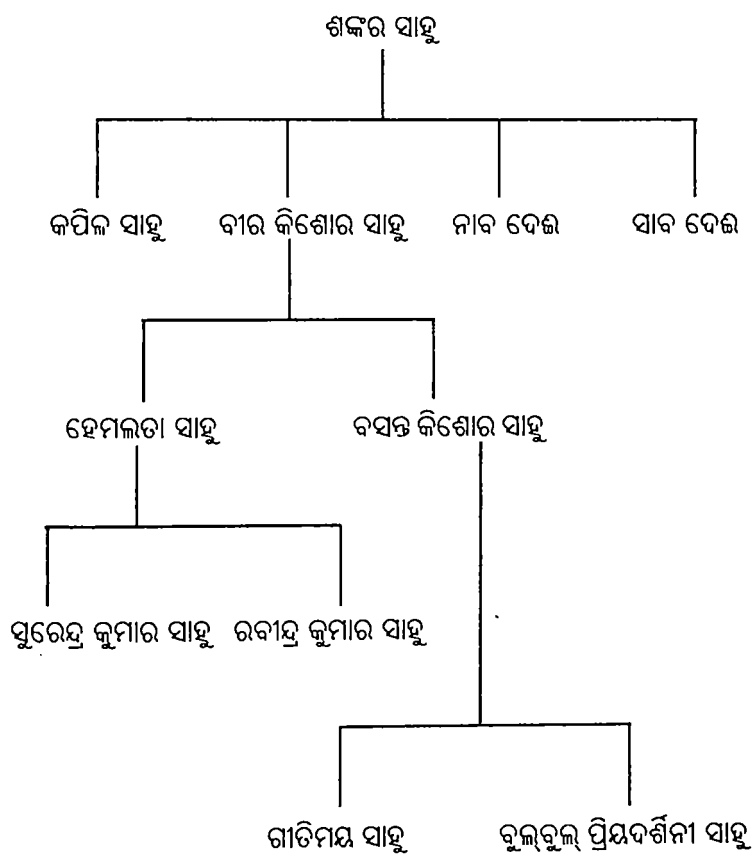 ଶଙ୍କର ସାହୁ
କପିଳ ସାହୁ ବୀର କିଶୋର ସାହୁ ନାବ ଦେଈ ସାବ ଦେଈ
ହେମଲତା ସାହୁ ବସନ୍ତ କିଶୋର ସାହୁ
ସୁରେନ୍ଦ୍ର କୁମାର ସାହୁ ରବୀନ୍ଦ୍ର କୁମାର ସାହୁ
ଗୀତିମୟ ସାହୁ ବୁଲ୍‌ବୁଲ୍ ପ୍ରିୟଦର୍ଶିନୀ ସାହୁ